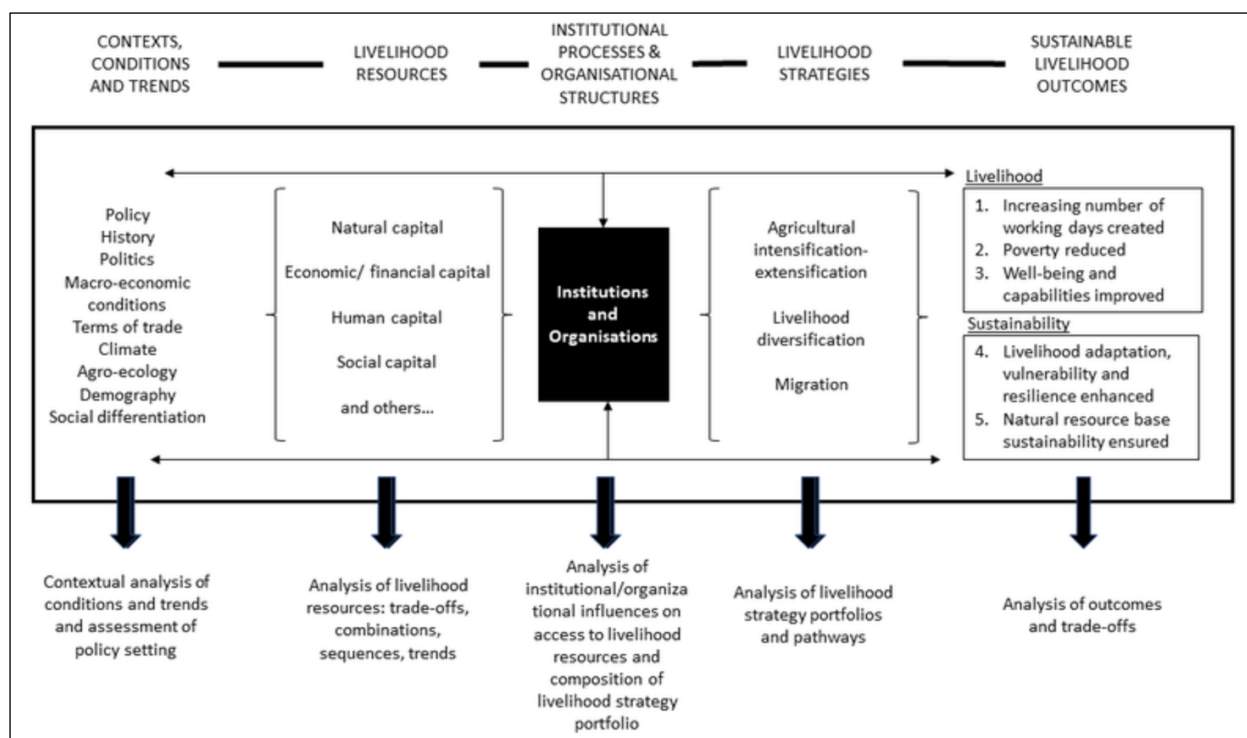 CONTEXTS,
CONDITIONS
AND TRENDS
LIVELIHOOD
RESOURCES
INSTITUTIONAL
PROCESSES &
ORGANISATIONAL
STRUCTURES
LIVELIHOOD
STRATEGIES
SUSTAINABLE
LIVELIHOOD
OUTCOMES
Policy
History
Politics
Macro-economic
conditions
Terms of trade
Climate
Agro-ecology
Demography
Social differentiation
Natural capital
Economic/ financial capital
Human capital
Social capital
and others...
Institutions
and
Organisations
Agricultural
intensification-
extensification
Livelihood
diversification
Migration
Livelihood
1. Increasing number of
working days created
2. Poverty reduced
3. Well-being and
capabilities improved
Sustainability
4. Livelihood adaptation,
vulnerability and
resilience enhanced
5. Natural resource base
sustainability ensured
Contextual analysis of
conditions and trends
and assessment of
policy setting
Analysis of livelihood
resources: trade-offs,
combinations,
sequences, trends
Analysis of
institutional/organiza
tional influences on
access to livelihood
resources and
composition of
livelihood strategy
portfolio
Analysis of livelihood
strategy portfolios
and pathways
Analysis of outcomes
and trade-offs